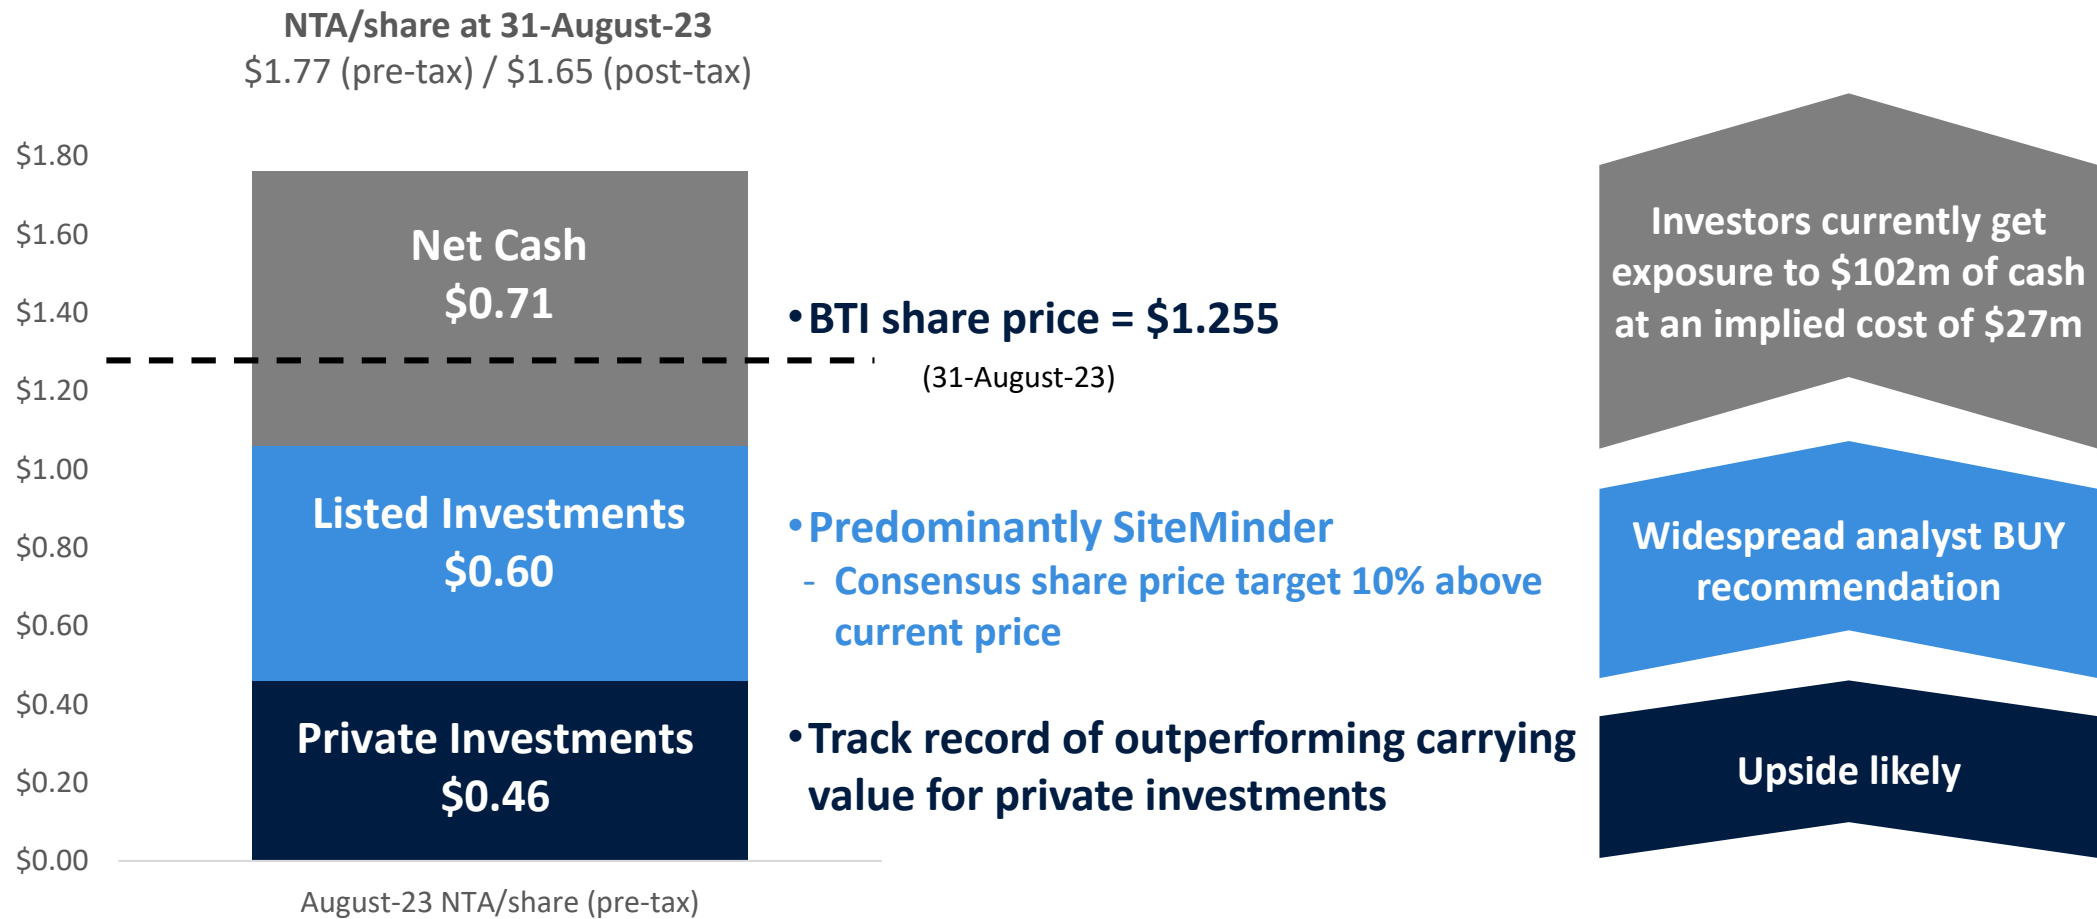 NTA/share at 31-August-23
$1.77 (pre-tax) / $1.65 (post-tax)
$1.80
$1.60
$1.40
$1.20
$1.00
$0.80
$0.60
$0.40
$0.20
$0.00
Net Cash
$0.71
Listed Investments
$0.60
Private Investments
$0.46
August-23 NTA/share (pre-tax)
•BTI share price = $1.255
(31-August-23)
•Predominantly SiteMinder
- Consensus share price target 10% above
current price
•Track record of outperforming carrying
value for private investments
Investors currently get
exposure to $102m of cash
at an implied cost of $27m
Widespread analyst BUY
recommendation
Upside likely